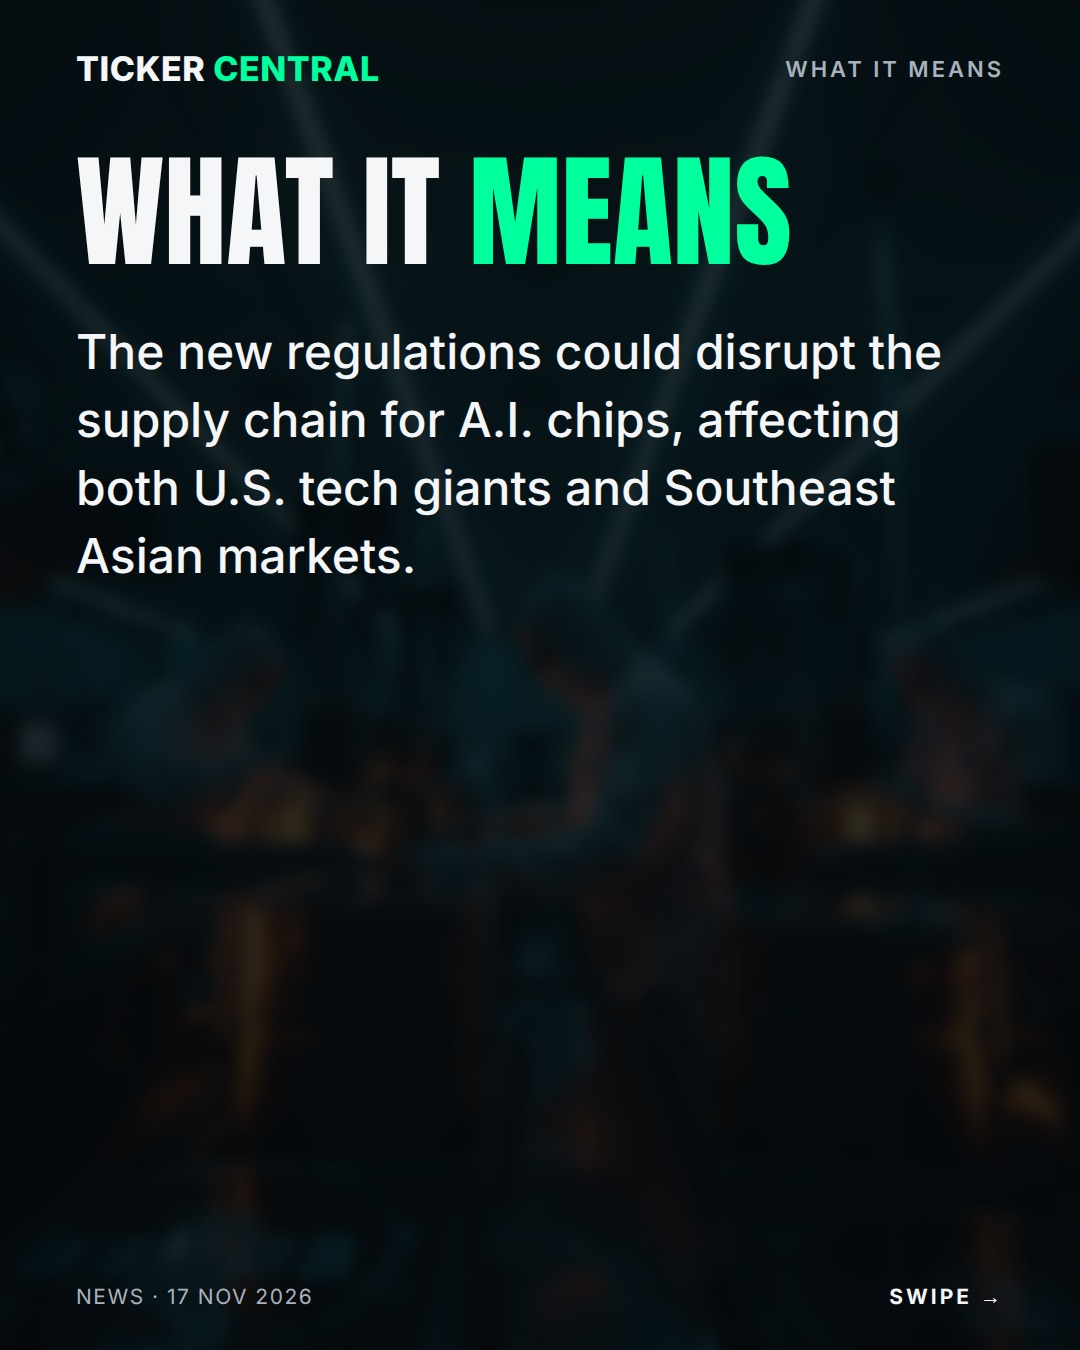 TICKER CENTRAL
WHAT IT MEANS
WHAT IT MEANS
The new regulations could disrupt the
supply chain for A.I. chips, affecting
both U.S. tech giants and Southeast
Asian markets.
NEWS · 17 NOV 2026
SWIPE →